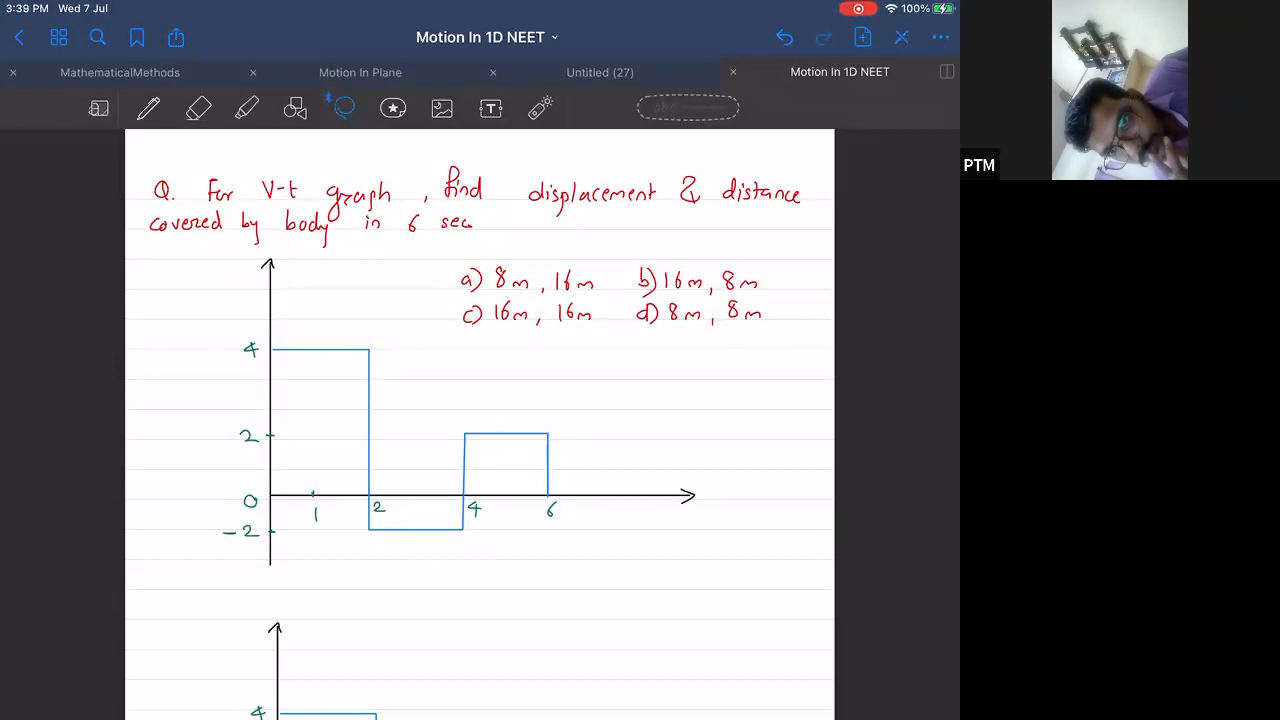 3:39 PM Wed 7 Jul
100%
Motion In 1D NEET
MathematicalMethods
Motion In Plane
Untitled (27)
Motion In 1D NEET
PTM
Q. For V-t graph, find displacement & distance
covered by body in 6 sec
a) 8m, 16m b) 16m, 8m
c) 16m, 16m d) 8m, 8m
4
2
0
1
2
4
6
-2
4